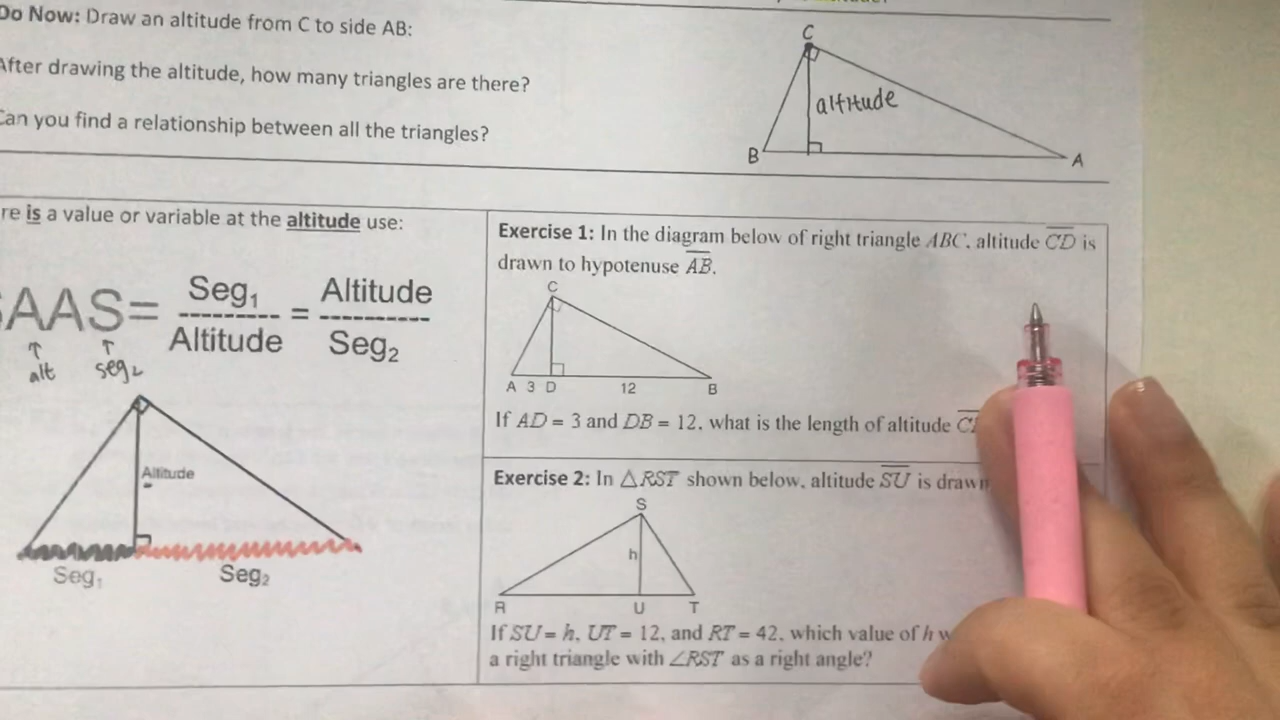 Do Now: Draw an altitude from C to side AB:
After drawing the altitude, how many triangles are there?
Can you find a relationship between all the triangles?
C
altitude
B
A
is a value or variable at the altitude use:
SAAS= Seg₁ / Altitude = Altitude / Seg₂
↑ alt ↑ seg₂
Altitude
Seg₁ Seg₂
Exercise 1: In the diagram below of right triangle ABC, altitude CD is
drawn to hypotenuse AB.
C
A 3 D 12 B
If AD = 3 and DB = 12, what is the length of altitude
Exercise 2: In △RST shown below, altitude SU is drawn
S
h
R U T
If SU = h, UT = 12, and RT = 42, which value of h
a right triangle with ∠RST as a right angle?